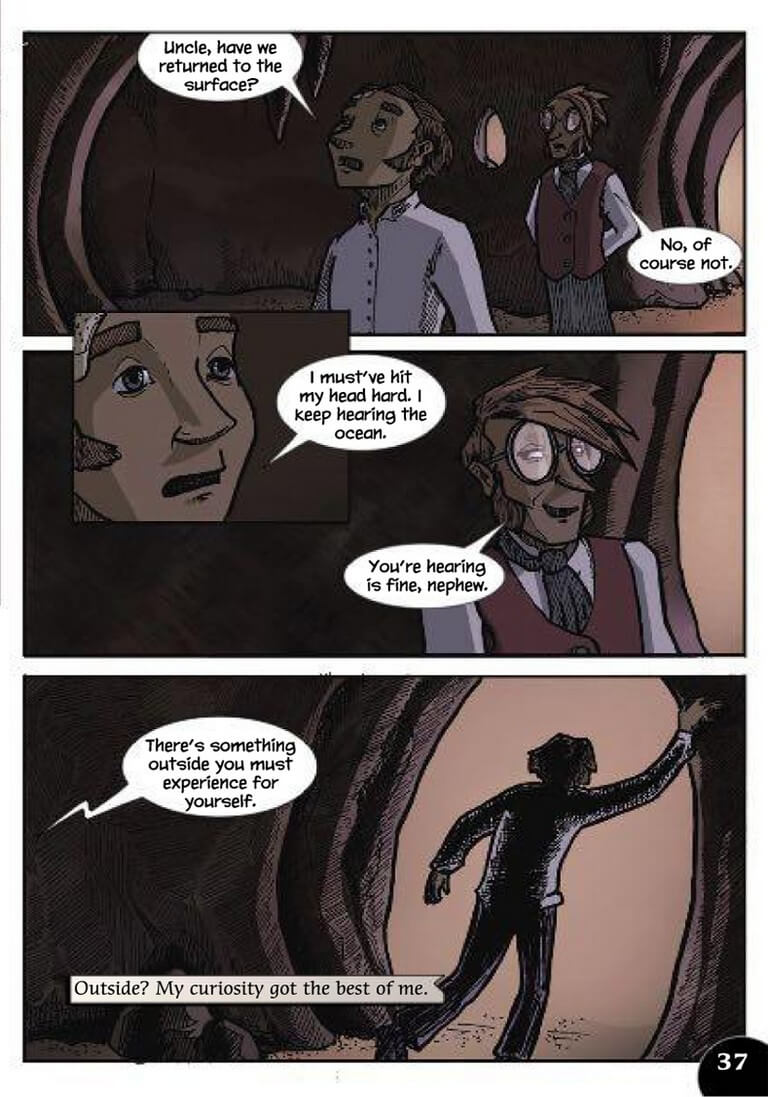 Uncle, have we
returned to the
surface?
No, of
course not.
I must've hit
my head hard. I
keep hearing the
ocean.
You're hearing
is fine, nephew.
There's something
outside you must
experience for
yourself.
Outside? My curiosity got the best of me.
37